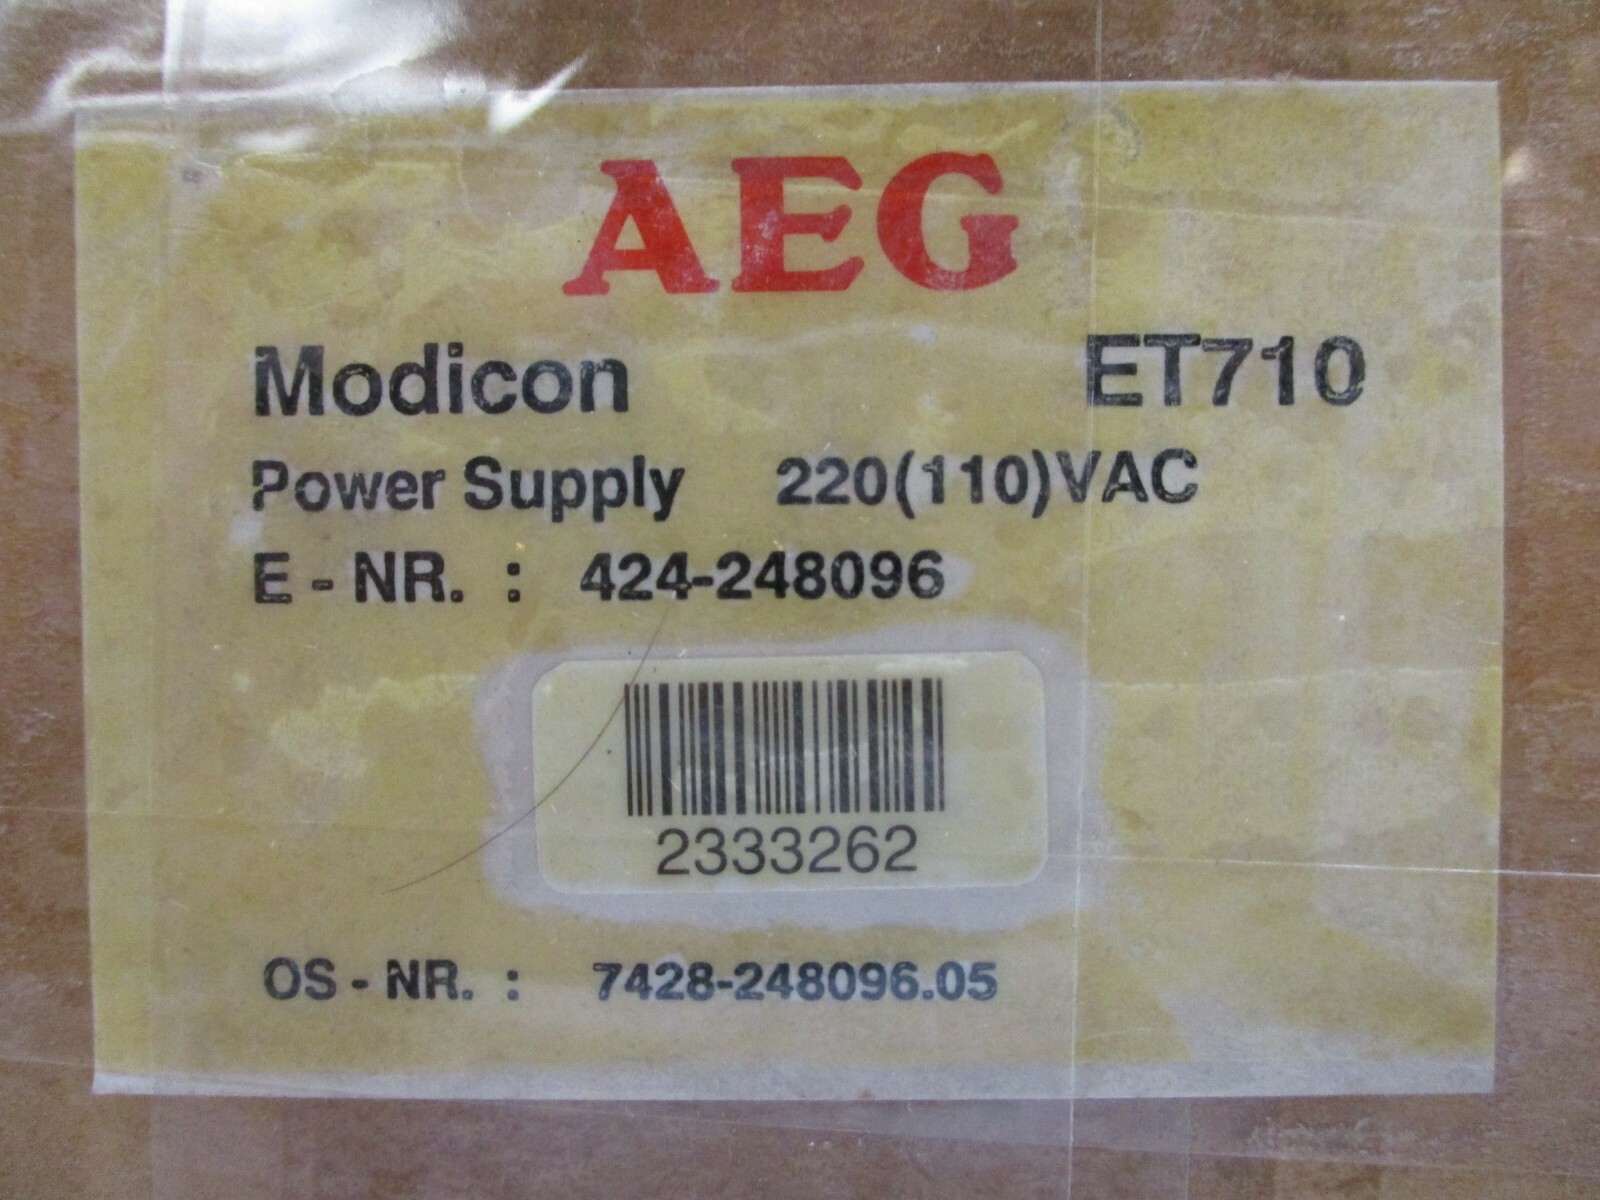 AEG
Modicon ET710
Power Supply 220(110)VAC
E - NR. : 424-248096
2333262
OS - NR. : 7428-248096.05